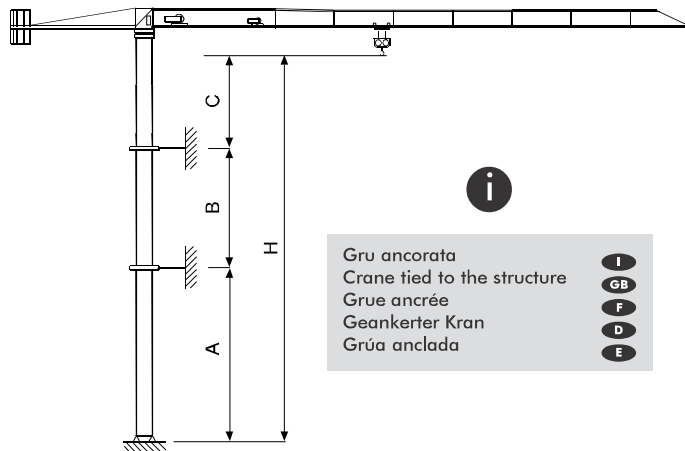 C
B
H
A
i
Gru ancorata I
Crane tied to the structure GB
Grue ancrée F
Geankerter Kran D
Grúa anclada E